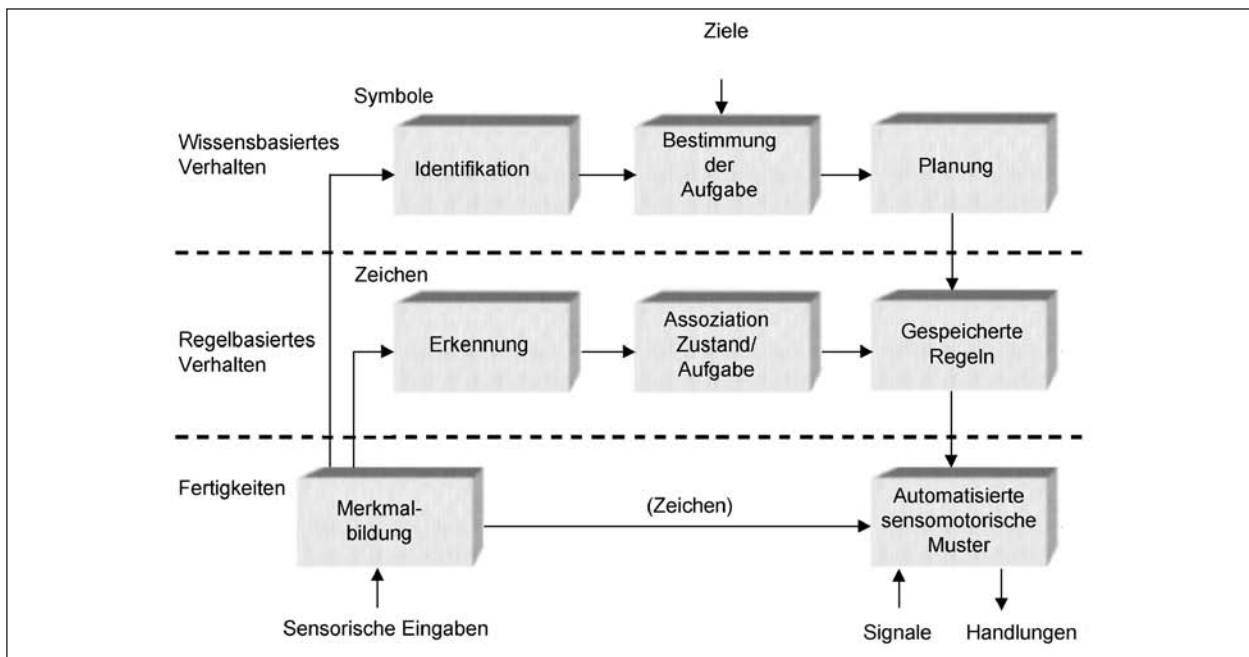 Ziele
Symbole
Wissensbasiertes
Verhalten
Identifikation
Bestimmung
der
Aufgabe
Planung
Zeichen
Regelbasiertes
Verhalten
Erkennung
Assoziation
Zustand/
Aufgabe
Gespeicherte
Regeln
Fertigkeiten
Merkmal-
bildung
(Zeichen)
Automatisierte
sensomotorische
Muster
Sensorische Eingaben
Signale
Handlungen